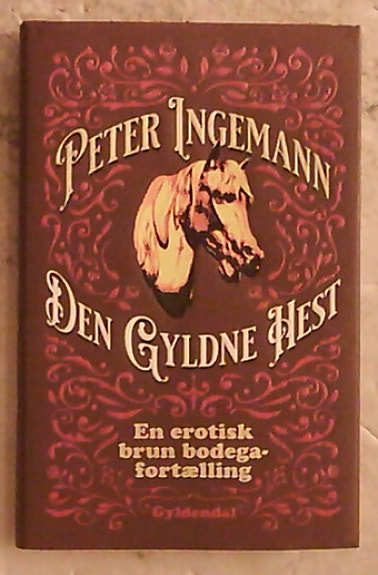 Peter Ingemann
Den Gyldne Hest
En erotisk
brun bodega-
fortælling
Gyldendal